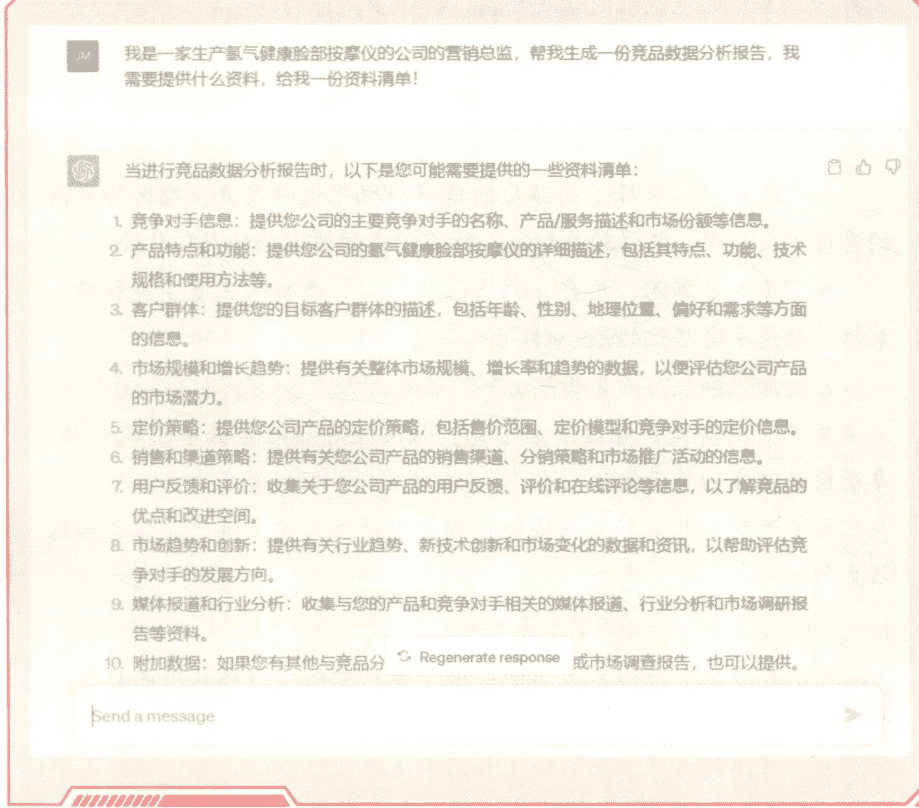 JM
我是一家生产氢气健康脸部按摩仪的公司的营销总监，帮我生成一份竞品数据分析报告，我
需要提供什么资料，给我一份资料清单！
当进行竞品数据分析报告时，以下是您可能需要提供的一些资料清单：
1. 竞争对手信息：提供您公司的主要竞争对手的名称、产品/服务描述和市场份额等信息。
2. 产品特点和功能：提供您公司的氢气健康脸部按摩仪的详细描述，包括其特点、功能、技术
规格和使用方法等。
3. 客户群体：提供您的目标客户群体的描述，包括年龄、性别、地理位置、偏好和需求等方面
的信息。
4. 市场规模和增长趋势：提供有关整体市场规模、增长率和趋势的数据，以便评估您公司产品
的市场潜力。
5. 定价策略：提供您公司产品的定价策略，包括售价范围、定价模型和竞争对手的定价信息。
6. 销售和渠道策略：提供有关您公司产品的销售渠道、分销策略和市场推广活动的信息。
7. 用户反馈和评价：收集关于您公司产品的用户反馈、评价和在线评论等信息，以了解竞品的
优点和改进空间。
8. 市场趋势和创新：提供有关行业趋势、新技术创新和市场变化的数据和资讯，以帮助评估竞
争对手的发展方向。
9. 媒体报道和行业分析：收集与您的产品和竞争对手相关的媒体报道、行业分析和市场调研报
告等资料。
10. 附加数据：如果您有其他与竞品分 Regenerate response 或市场调查报告，也可以提供。
Send a message